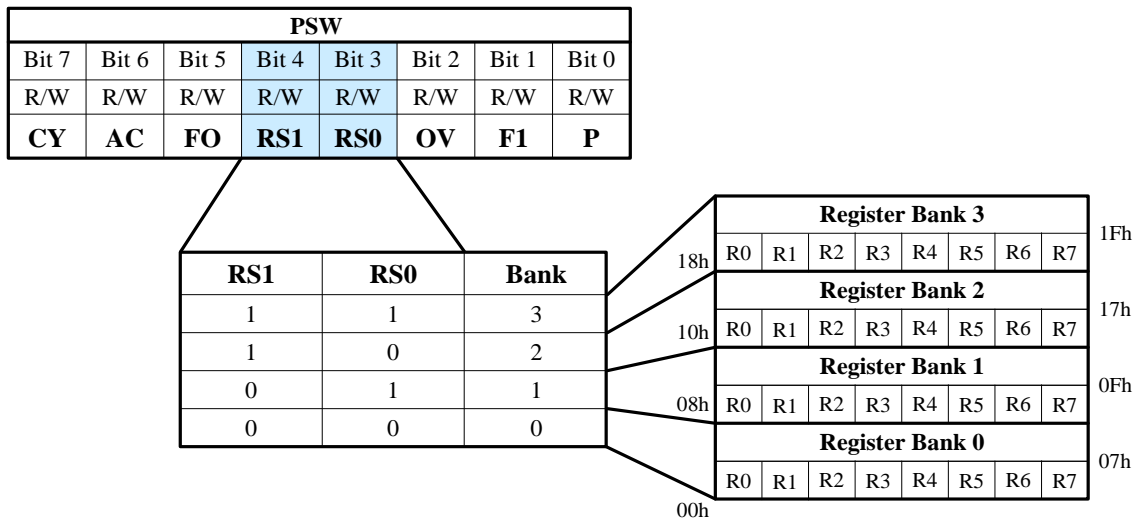 PSW
Bit 7 Bit 6 Bit 5 Bit 4 Bit 3 Bit 2 Bit 1 Bit 0
R/W R/W R/W R/W R/W R/W R/W R/W
CY AC FO RS1 RS0 OV F1 P
RS1 RS0 Bank
1 1 3
1 0 2
0 1 1
0 0 0
Register Bank 3
1Fh
18h R0 R1 R2 R3 R4 R5 R6 R7
Register Bank 2
17h
10h R0 R1 R2 R3 R4 R5 R6 R7
Register Bank 1
0Fh
08h R0 R1 R2 R3 R4 R5 R6 R7
Register Bank 0
07h
R0 R1 R2 R3 R4 R5 R6 R7
00h